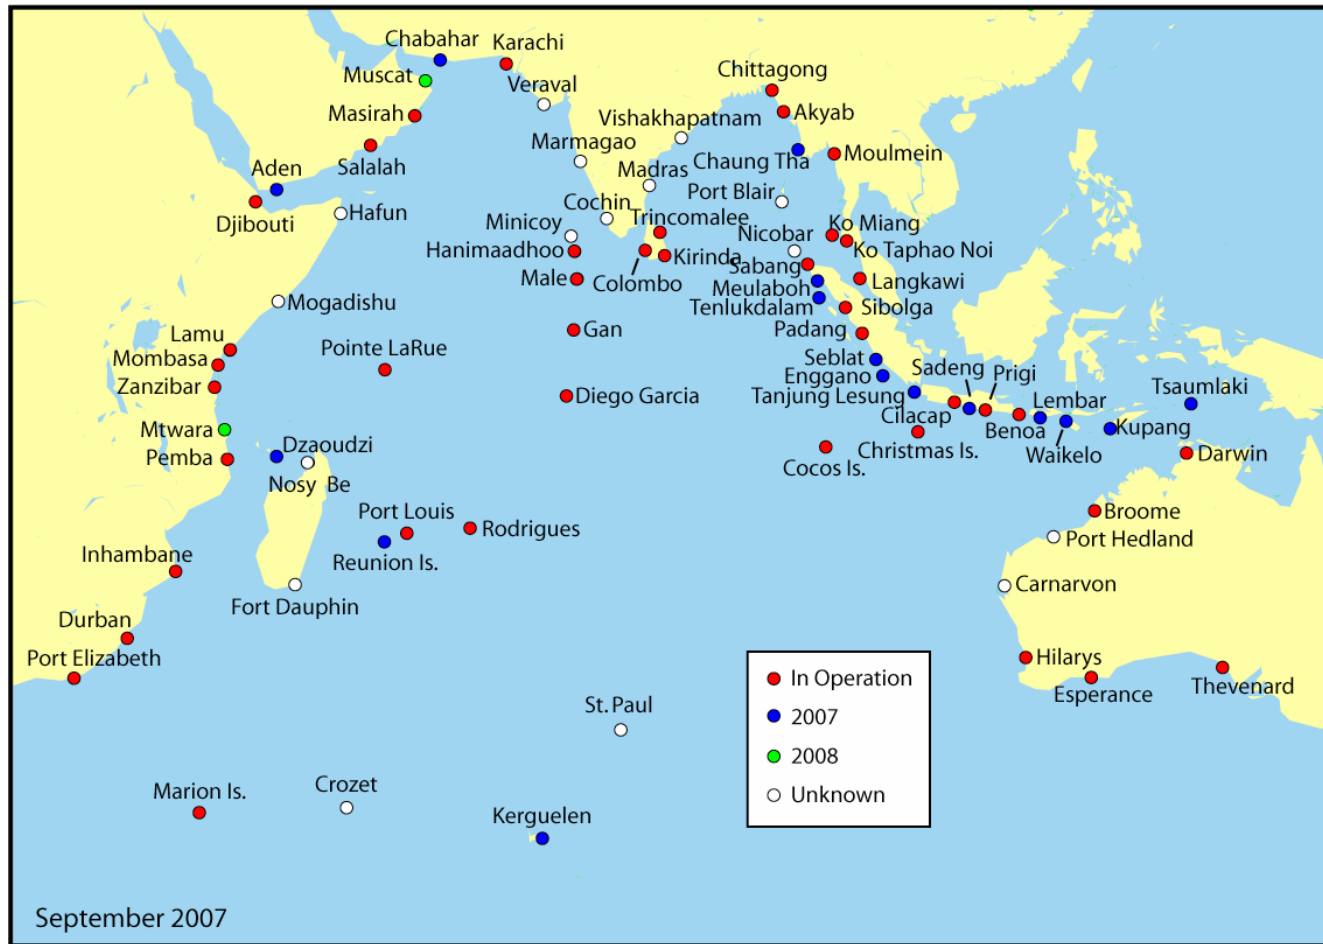 Chabahar
Karachi
Muscat
Veraval
Chittagong
Masirah
Akyab
Vishakhapatnam
Marmagao
Salalah
Chaung Tha
Moulmein
Aden
Madras
Port Blair
Djibouti
Hafun
Cochin
Trincomalee
Minicoy
Ko Miang
Nicobar
Ko Taphao Noi
Hanimaadhoo
Kirinda
Sabang
Male
Colombo
Langkawi
Meulaboh
Mogadishu
Tenlukdalam
Sibolga
Lamu
Gan
Padang
Pointe LaRue
Mombasa
Seblat
Sadeng
Prigi
Zanzibar
Enggano
Tsaumlaki
Diego Garcia
Tanjung Lesung
Lembar
Cilacap
Mtwara
Benoa
Kupang
Dzaoudzi
Christmas Is.
Waikelo
Pemba
Cocos Is.
Darwin
Nosy Be
Port Louis
Broome
Rodrigues
Port Hedland
Inhambane
Reunion Is.
Carnarvon
Fort Dauphin
Durban
Port Elizabeth
Hilarys
Esperance
Thevenard
In Operation
2007
2008
Unknown
St. Paul
Marion Is.
Crozet
Kerguelen
September 2007